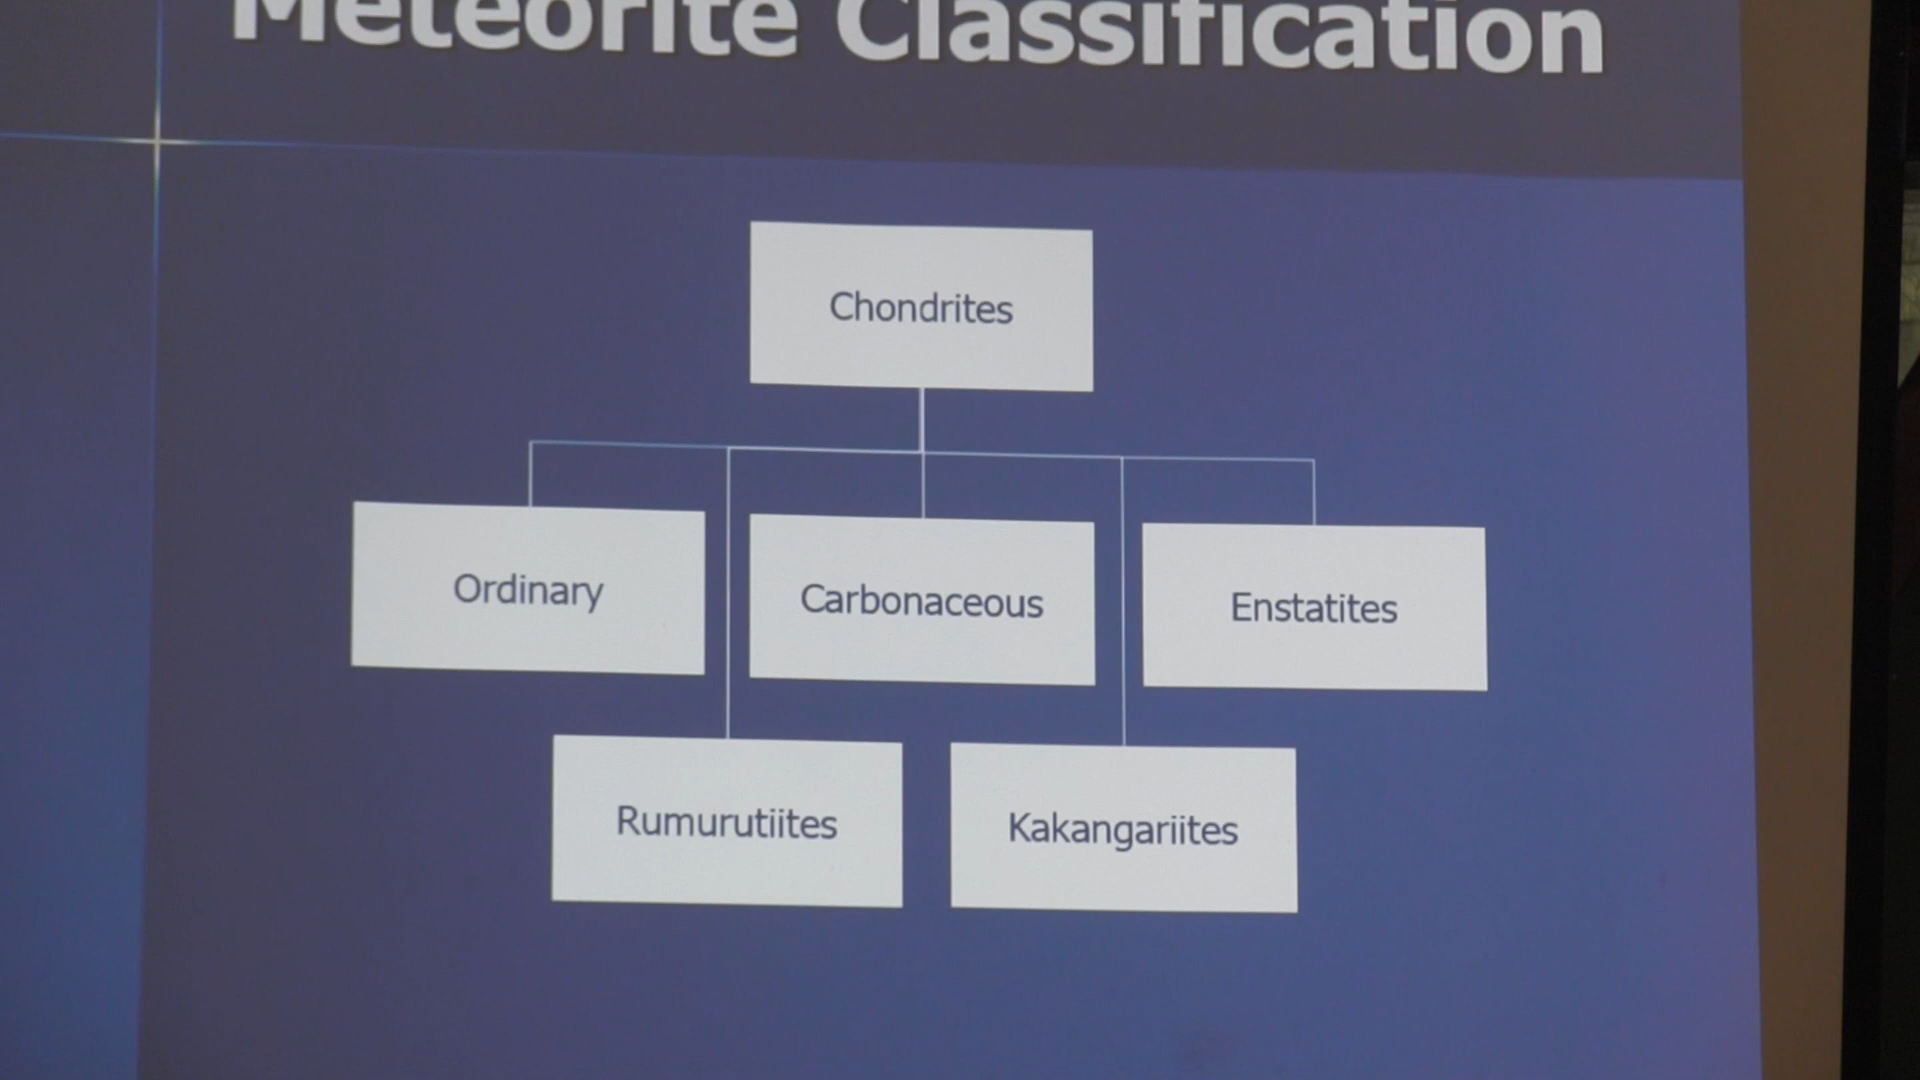 Meteorite Classification
Chondrites
Ordinary
Carbonaceous
Enstatites
Rumurutiites
Kakangariites